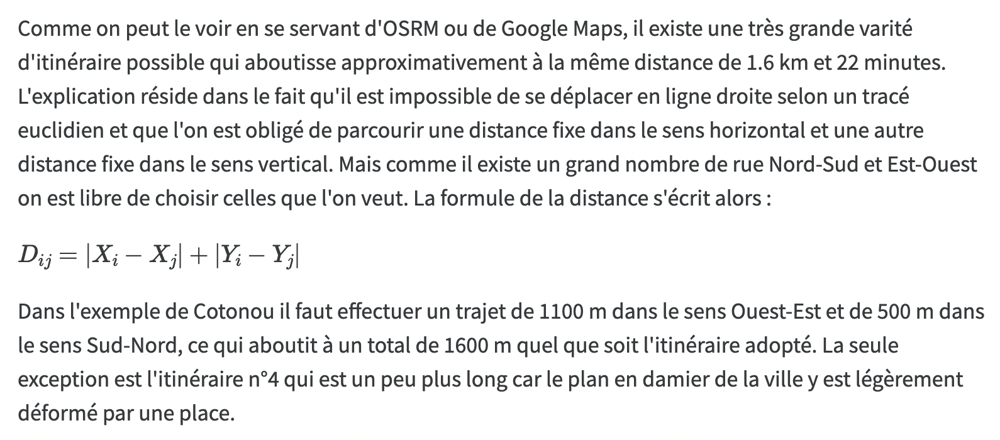 Comme on peut le voir en se servant d'OSRM ou de Google Maps, il existe une très grande varité
d'itinéraire possible qui aboutisse approximativement à la même distance de 1.6 km et 22 minutes.
L'explication réside dans le fait qu'il est impossible de se déplacer en ligne droite selon un tracé
euclidien et que l'on est obligé de parcourir une distance fixe dans le sens horizontal et une autre
distance fixe dans le sens vertical. Mais comme il existe un grand nombre de rue Nord-Sud et Est-Ouest
on est libre de choisir celles que l'on veut. La formule de la distance s'écrit alors :
D_{ij} = |X_i − X_j| + |Y_i − Y_j|
Dans l'exemple de Cotonou il faut effectuer un trajet de 1100 m dans le sens Ouest-Est et de 500 m dans
le sens Sud-Nord, ce qui aboutit à un total de 1600 m quel que soit l'itinéraire adopté. La seule
exception est l'itinéraire n°4 qui est un peu plus long car le plan en damier de la ville y est légèrement
déformé par une place.